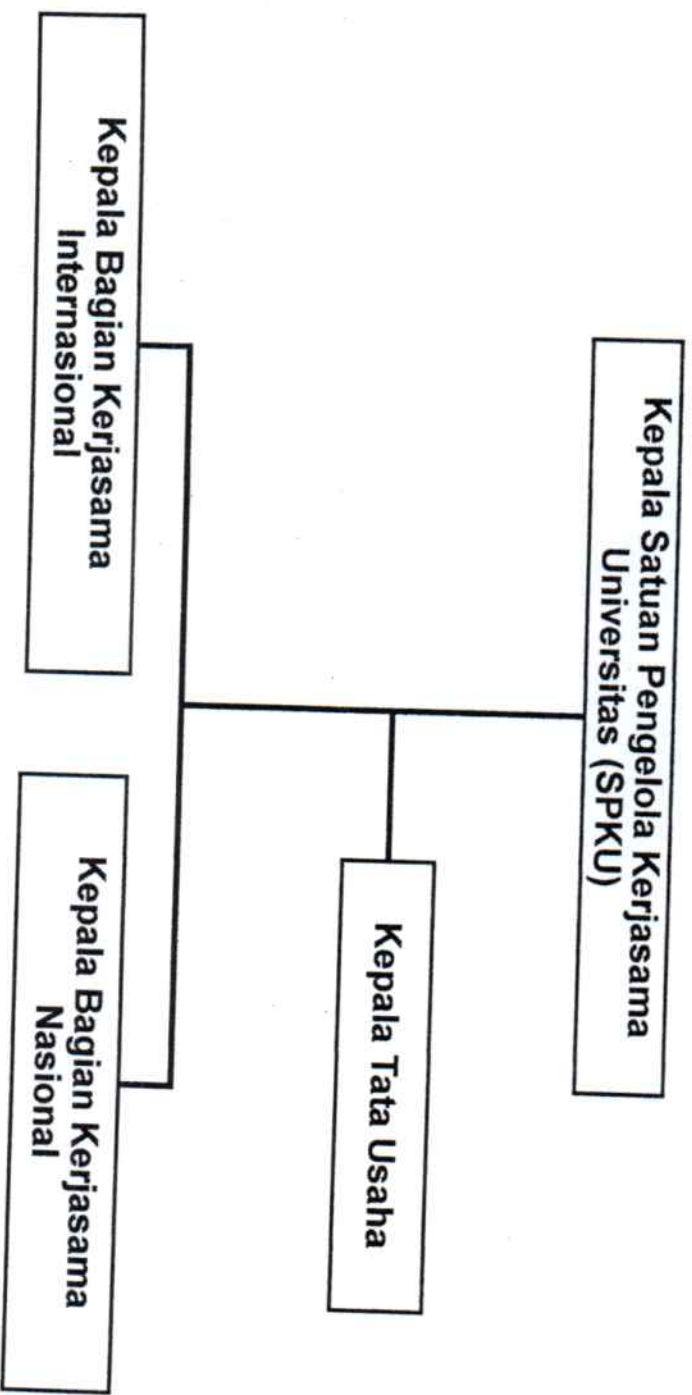 Kepala Satuan Pengelola Kerjasama
Universitas (SPKU)
Kepala Tata Usaha
Kepala Bagian Kerjasama
Internasional
Kepala Bagian Kerjasama
Nasional